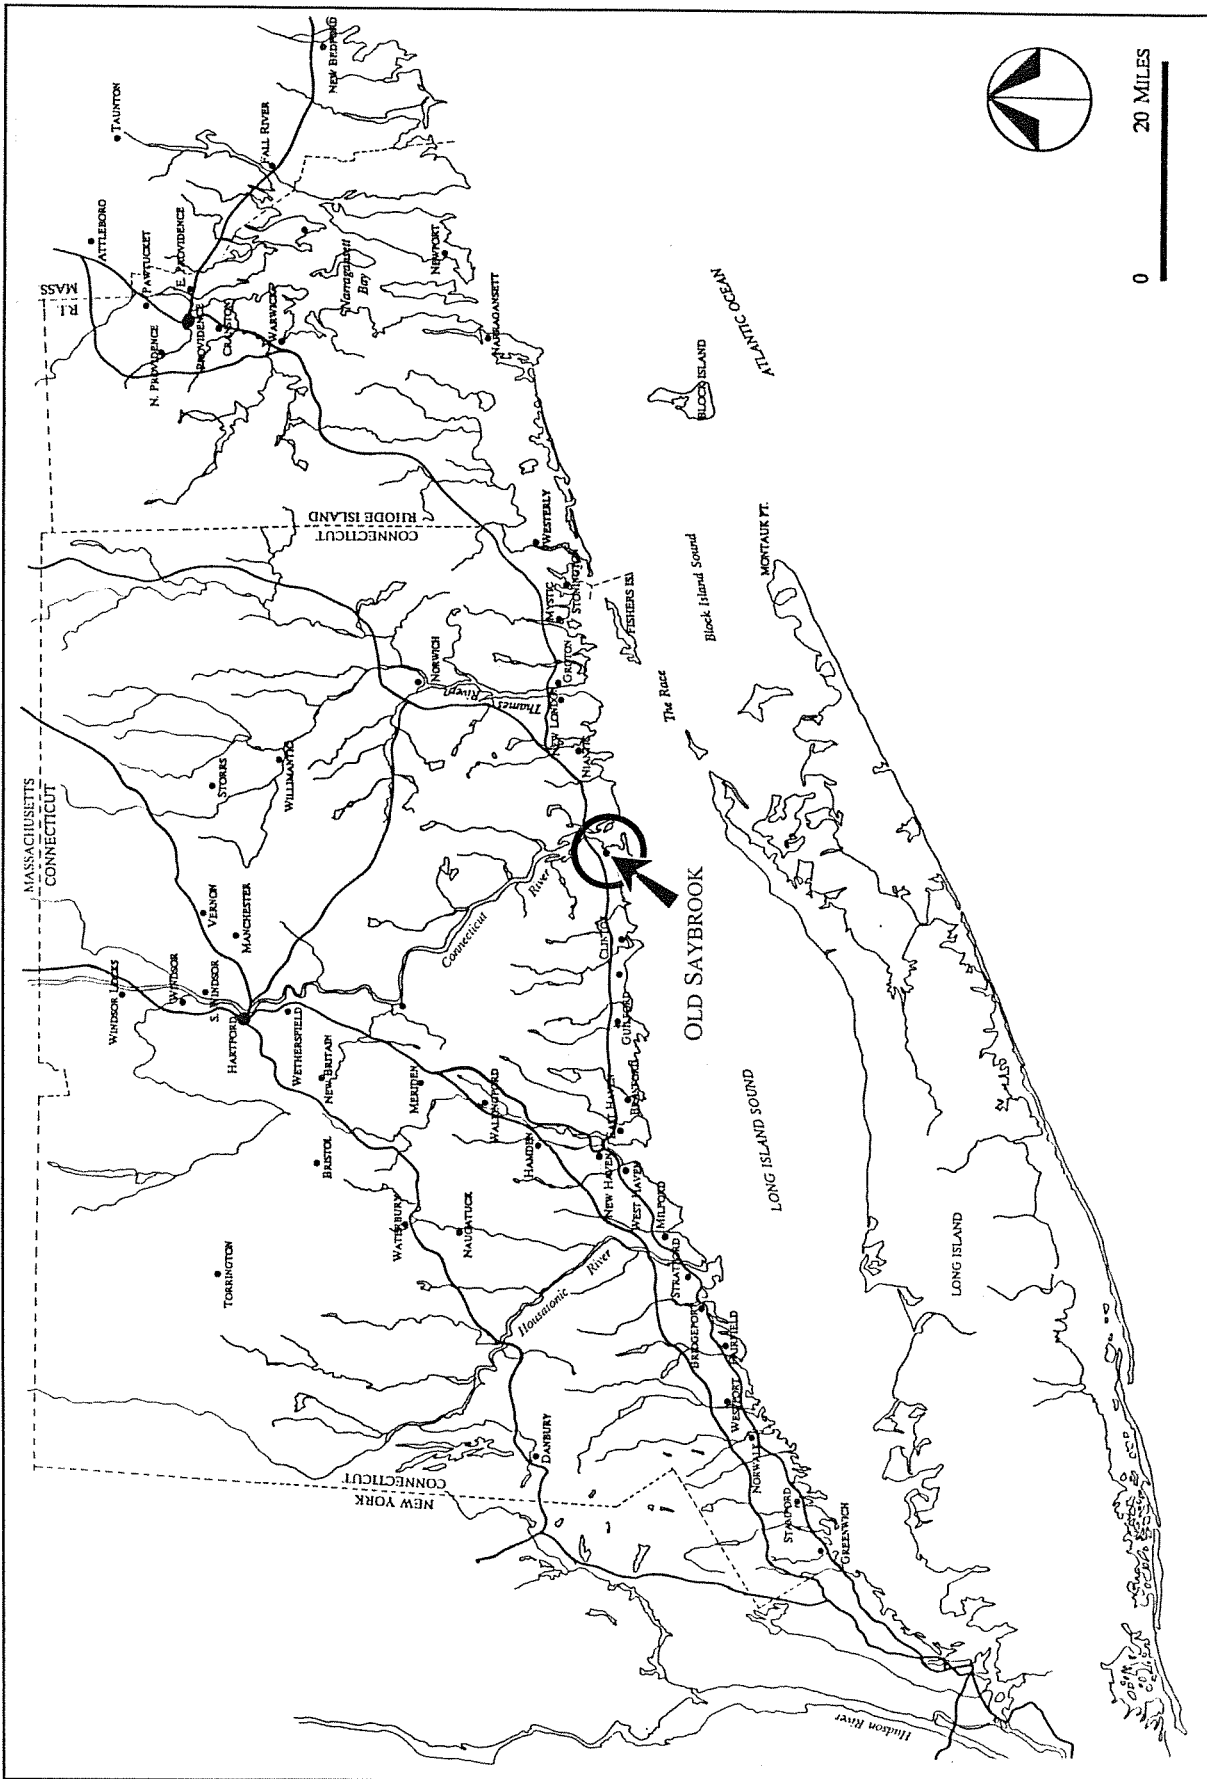 MASSACHUSETTS
CONNECTICUT
NEW YORK
CONNECTICUT
CONNECTICUT
RHODE ISLAND
R.I.
MASS
TAUNTON
ATTLEBORO
PAWTUCKET
E. PROVIDENCE
N. PROVIDENCE
PROVIDENCE
CRANSTON
WARWICK
FALL RIVER
NEW BEDFORD
Narragansett
Bay
NEWPORT
NARRAGANSETT
WINDSOR LOCKS
WINDSOR
S. WINDSOR
VERNON
MANCHESTER
HARTFORD
WETHERSFIELD
NEW BRITAIN
STORRS
WILLIMANTIC
TORRINGTON
BRISTOL
MERIDEN
WATERBURY
NAUGATUCK
WALLINGFORD
HAMDEN
NORWICH
Thames
River
Connecticut
River
Housatonic
River
DANBURY
NEW HAVEN
WEST HAVEN
EAST HAVEN
BRANFORD
GUILFORD
CLINTON
NIANTIC
NEW LONDON
GROTON
MYSTIC
STONINGTON
WESTERLY
MILFORD
STRATFORD
BRIDGEPORT
FAIRFIELD
WESTPORT
NORWALK
STAMFORD
GREENWICH
OLD SAYBROOK
FISHERS ISL
The Race
Block Island Sound
BLOCK ISLAND
ATLANTIC OCEAN
MONTAUK PT.
LONG ISLAND SOUND
LONG ISLAND
Hudson River
0
20 MILES